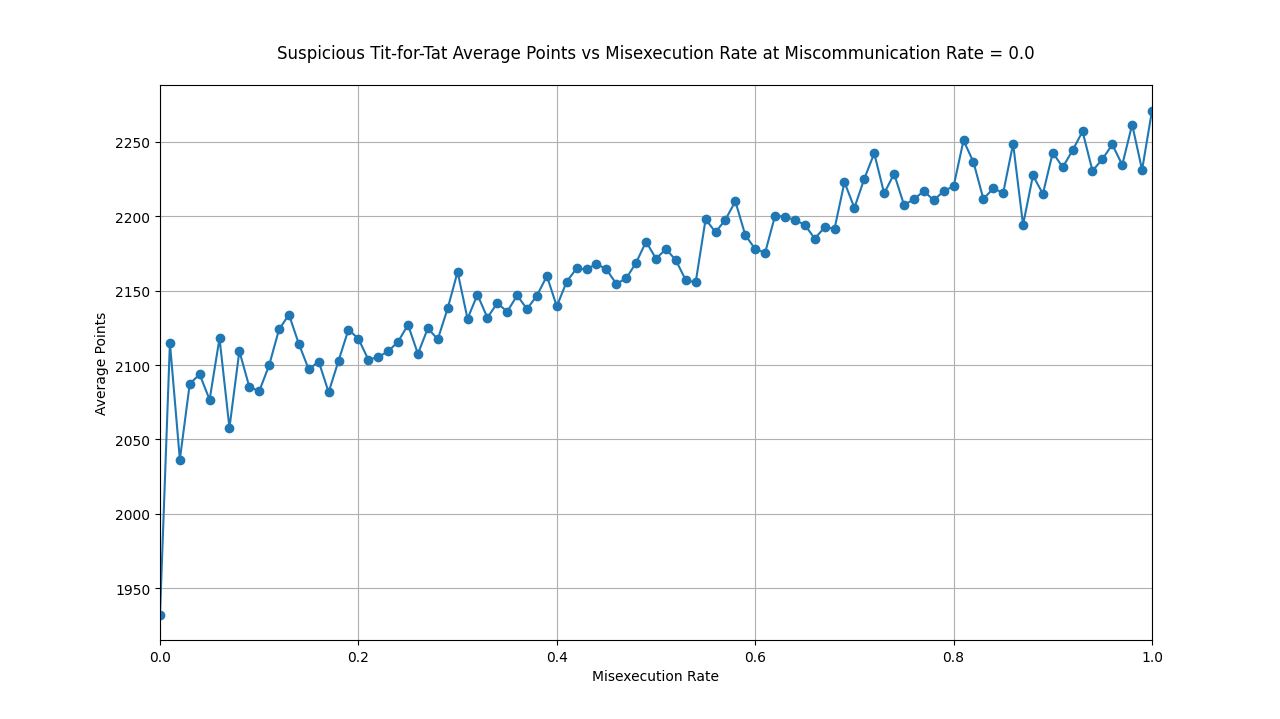 Suspicious Tit-for-Tat Average Points vs Misexecution Rate at Miscommunication Rate = 0.0
Average Points
2250
2200
2150
2100
2050
2000
1950
0.0 0.2 0.4 0.6 0.8 1.0
Misexecution Rate